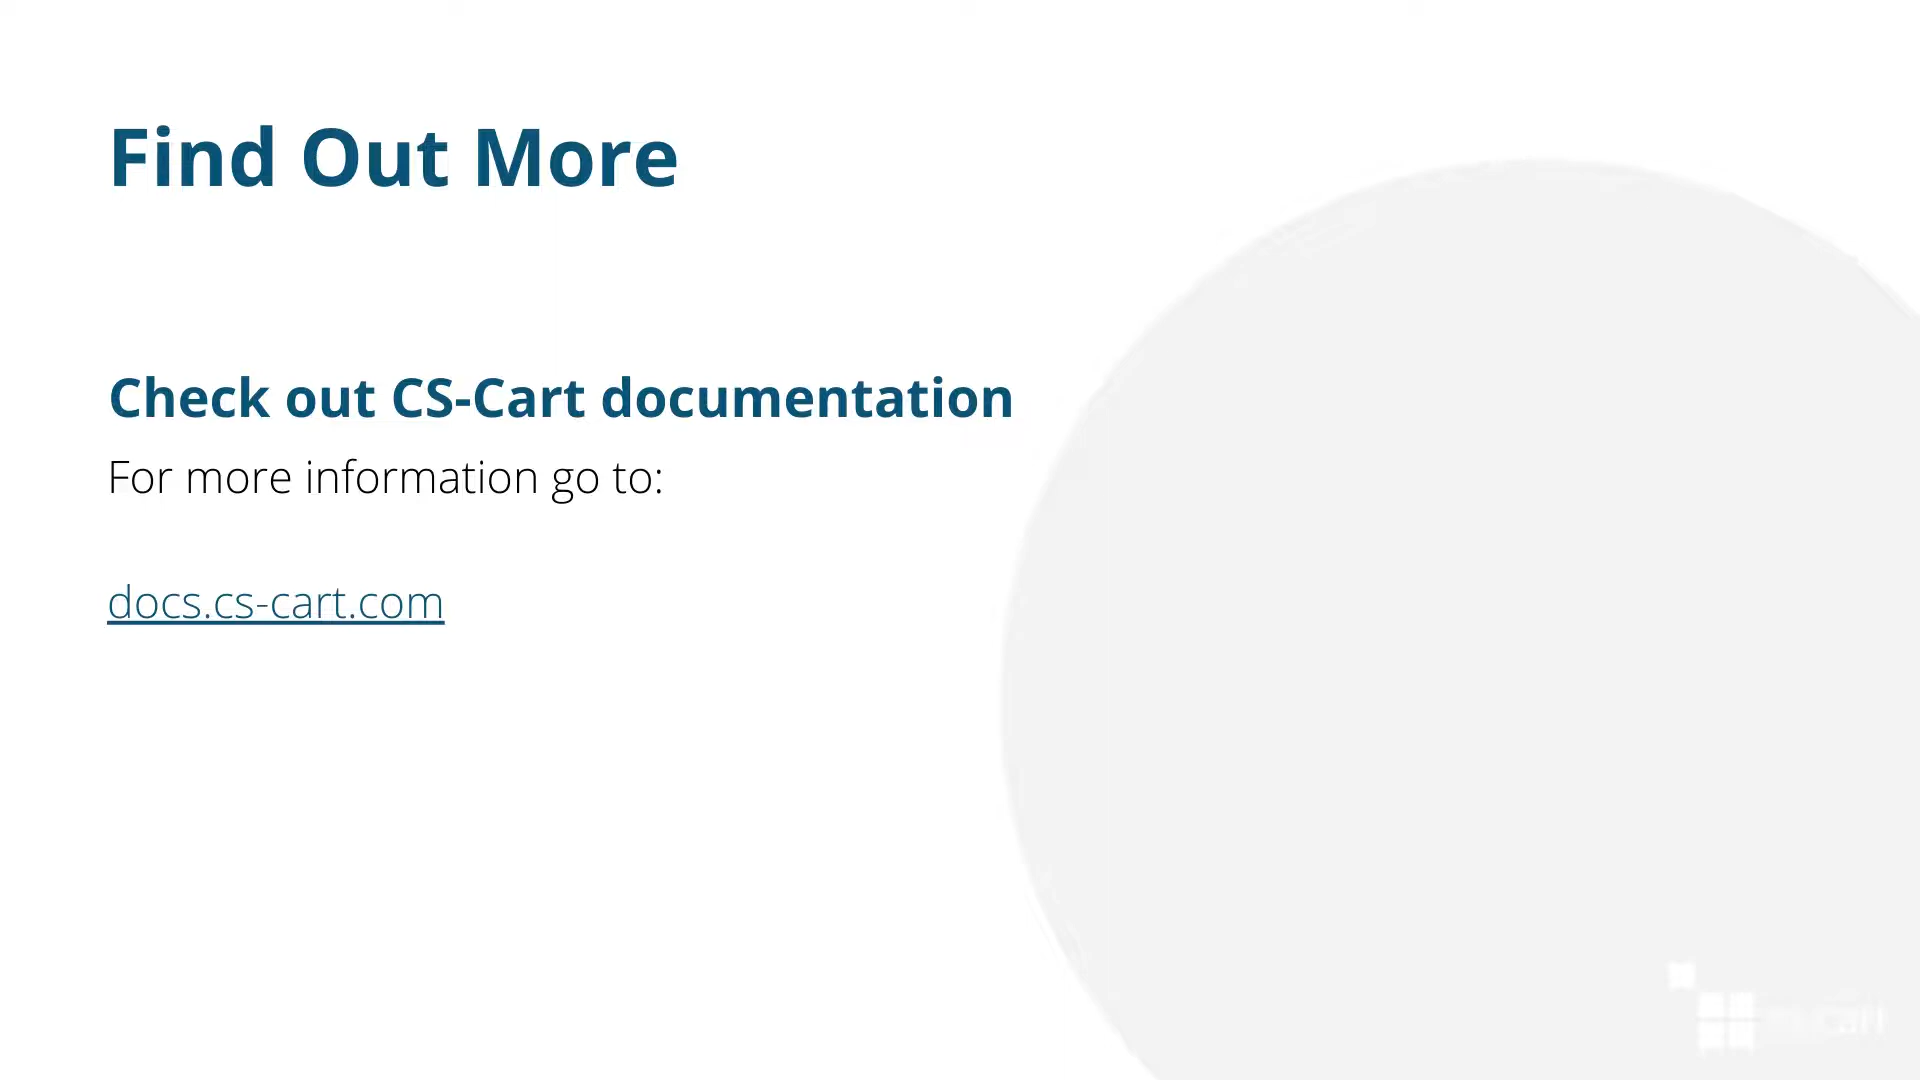 Find Out More
Check out CS-Cart documentation
For more information go to:
docs.cs-cart.com